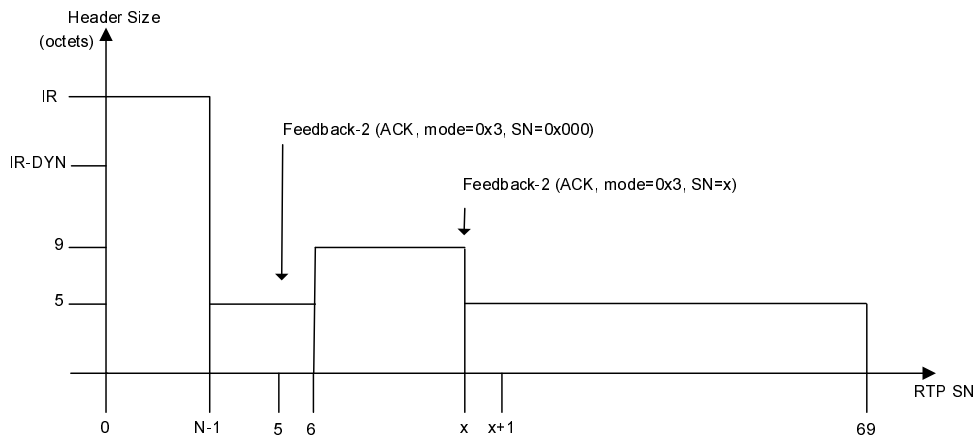 Header Size
(octets)
IR
Feedback-2 (ACK, mode=0x3, SN=0x000)
IR-DYN
Feedback-2 (ACK, mode=0x3, SN=x)
9
5
RTP SN
0
N-1
5
6
x
x+1
69